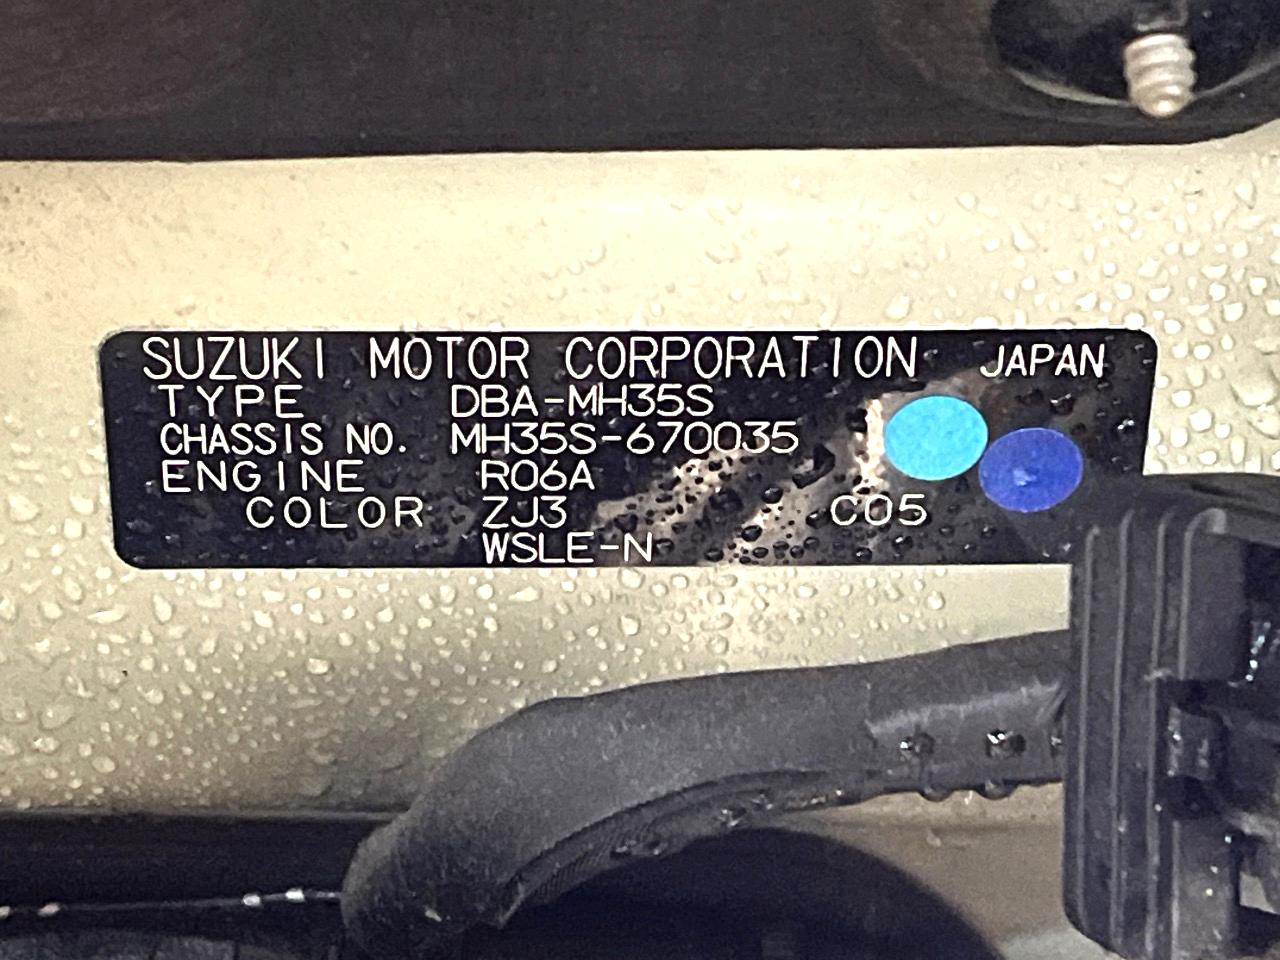 SUZUKI MOTOR CORPORATION JAPAN
TYPE DBA-MH35S
CHASSIS NO. MH35S-670035
ENGINE R06A
COLOR ZJ3 C05
WSLE-N